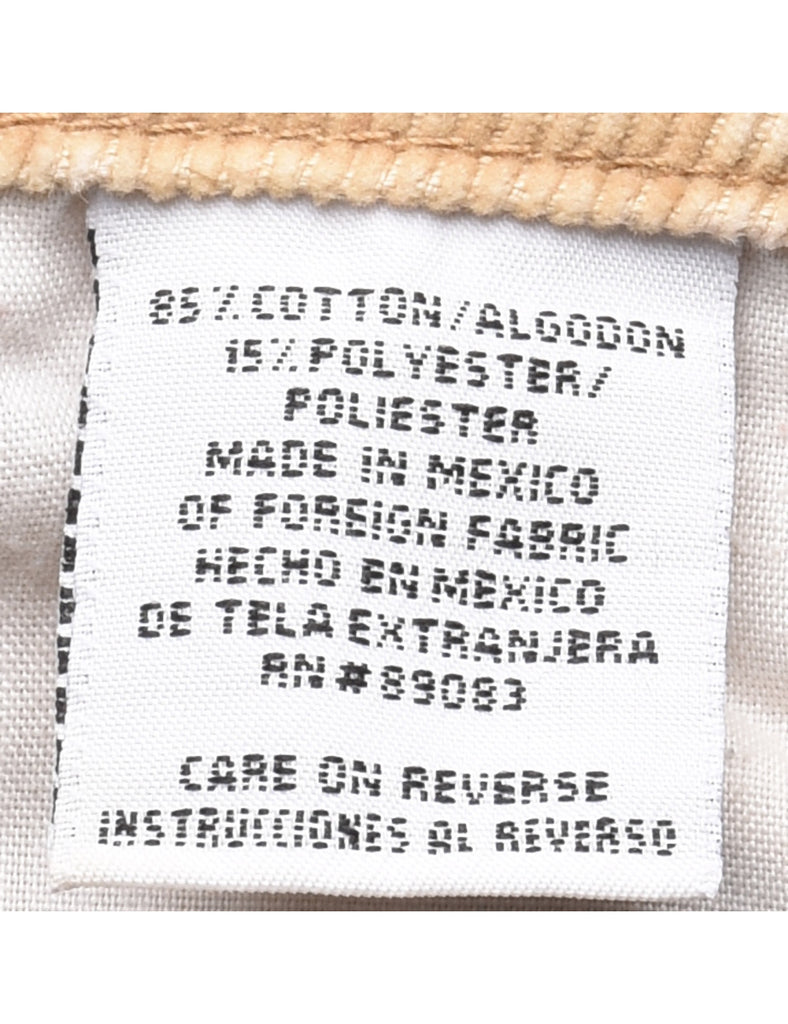 85% COTTON/ALGODON
15% POLYESTER/
POLIESTER
MADE IN MEXICO
OF FOREIGN FABRIC
HECHO EN MEXICO
DE TELA EXTRANJERA
RN# 89083
CARE ON REVERSE
INSTRUCCIONES AL REVERSO